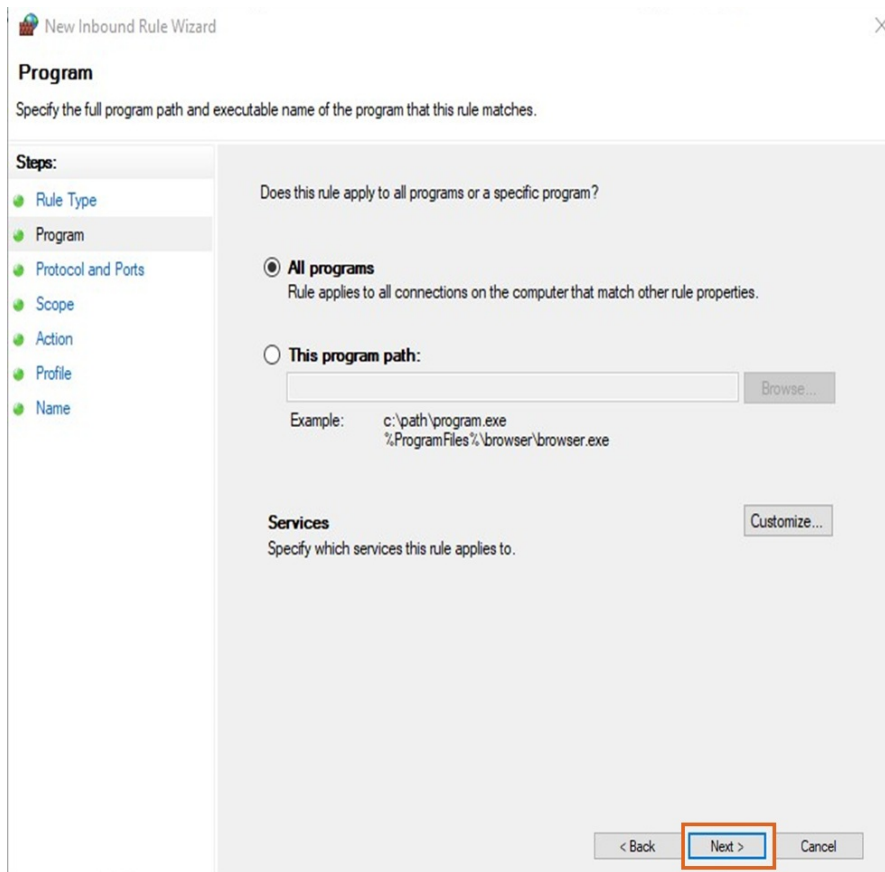 New Inbound Rule Wizard
Program
Specify the full program path and executable name of the program that this rule matches.
Steps:
Rule Type
Program
Protocol and Ports
Scope
Action
Profile
Name
Does this rule apply to all programs or a specific program?
All programs
Rule applies to all connections on the computer that match other rule properties.
This program path:
Browse...
Example: c:\path\program.exe
%ProgramFiles%\browser\browser.exe
Services
Customize...
Specify which services this rule applies to.
< Back Next > Cancel